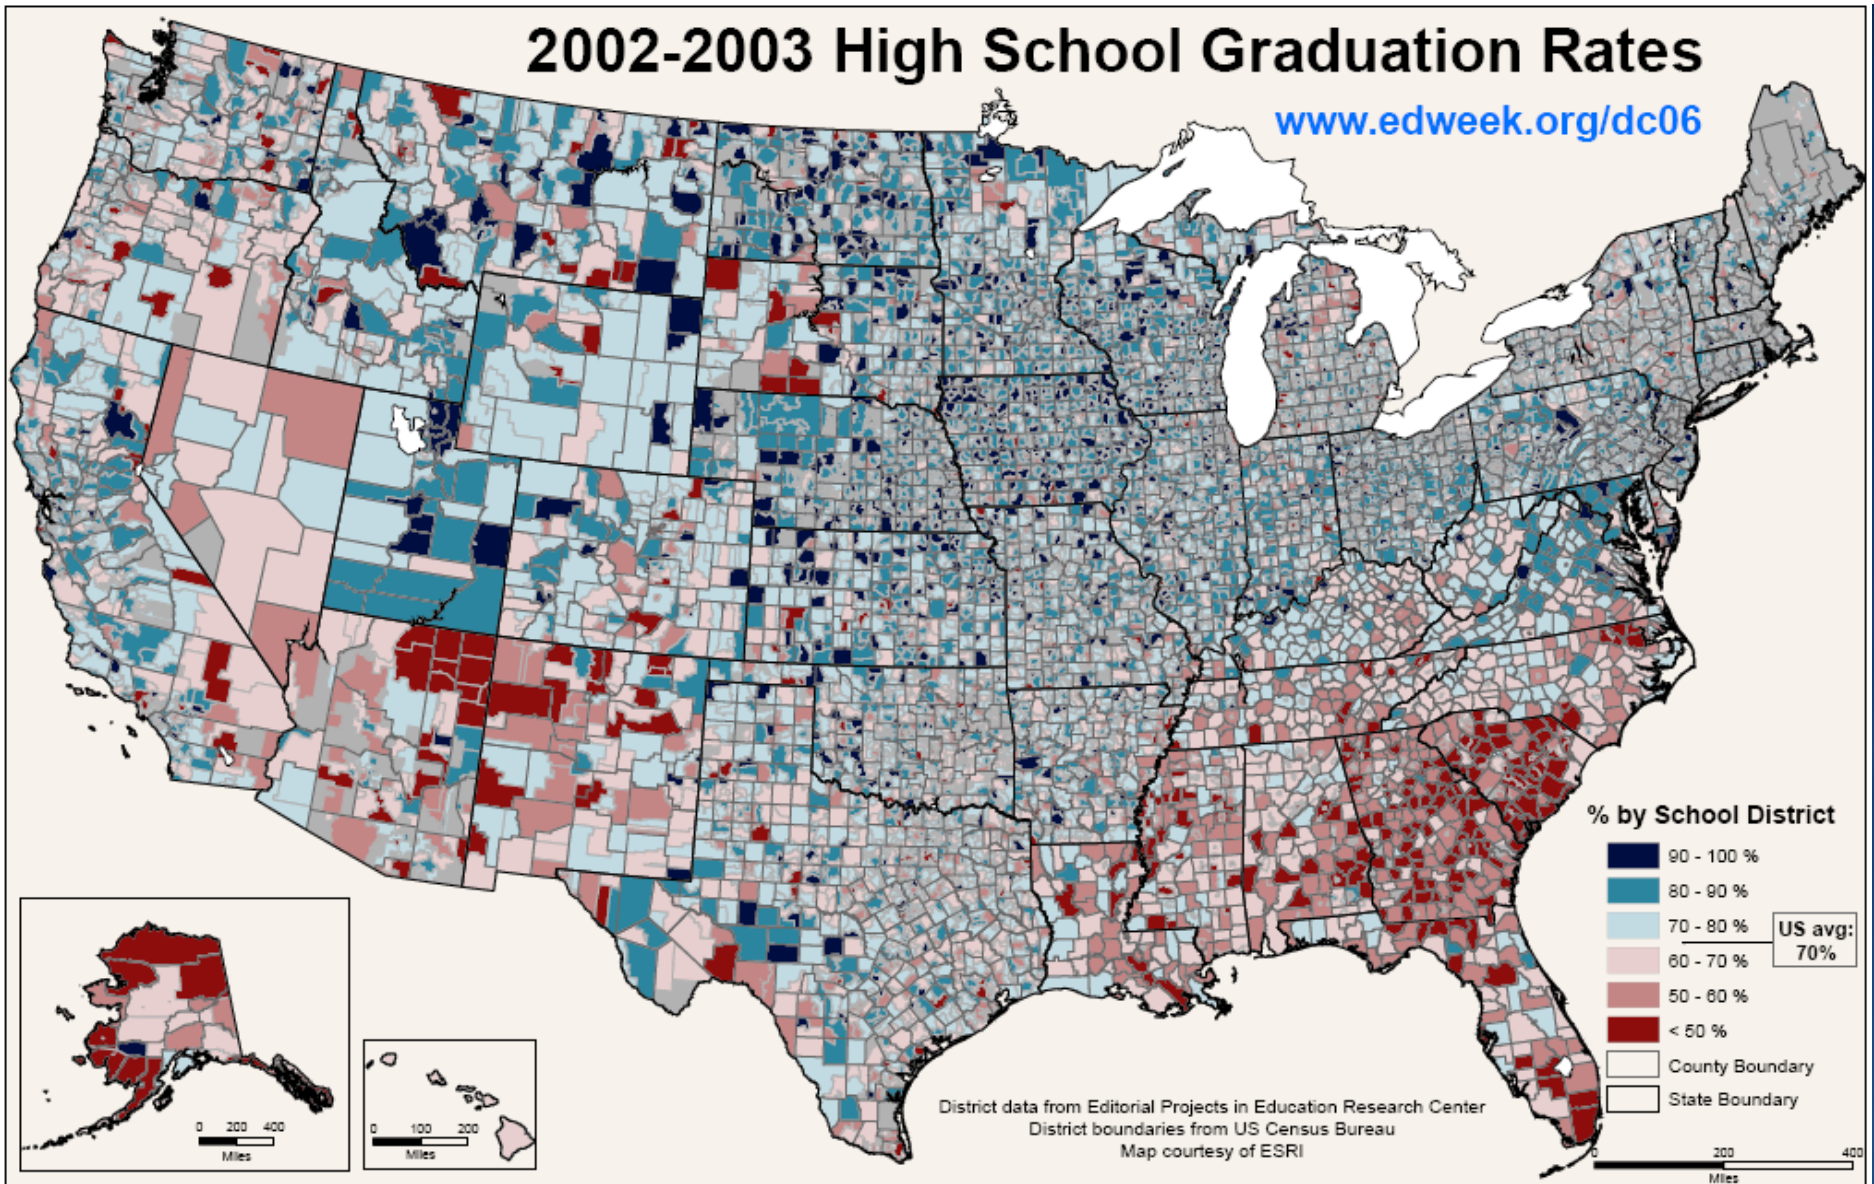 2002-2003 High School Graduation Rates
www.edweek.org/dc06
% by School District
90 - 100 %
80 - 90 %
70 - 80 %
US avg:
70%
60 - 70 %
50 - 60 %
< 50 %
County Boundary
State Boundary
District data from Editorial Projects in Education Research Center
District boundaries from US Census Bureau
Map courtesy of ESRI
0 200 400
Miles
0 100 200
Miles
0 200 400
Miles